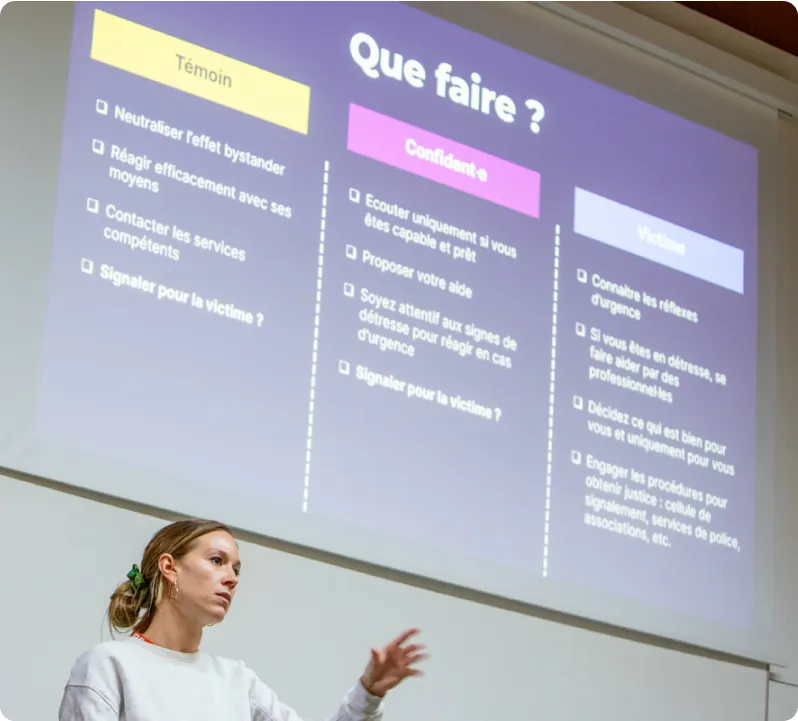 Que faire ?
Témoin
❏ Neutraliser l'effet bystander
❏ Réagir efficacement avec ses
moyens
❏ Contacter les services
compétents
❏ Signaler pour la victime ?
Confident·e
❏ Ecouter uniquement si vous
êtes capable et prêt
❏ Proposer votre aide
❏ Soyez attentif aux signes de
détresse pour réagir en cas
d'urgence
❏ Signaler pour la victime ?
Victime
❏ Connaitre les réflexes
d'urgence
❏ Si vous êtes en détresse, se
faire aider par des
professionnel·les
❏ Décidez ce qui est bien pour
vous et uniquement pour vous
❏ Engager les procédures pour
obtenir justice : cellule de
signalement, services de police,
associations, etc.